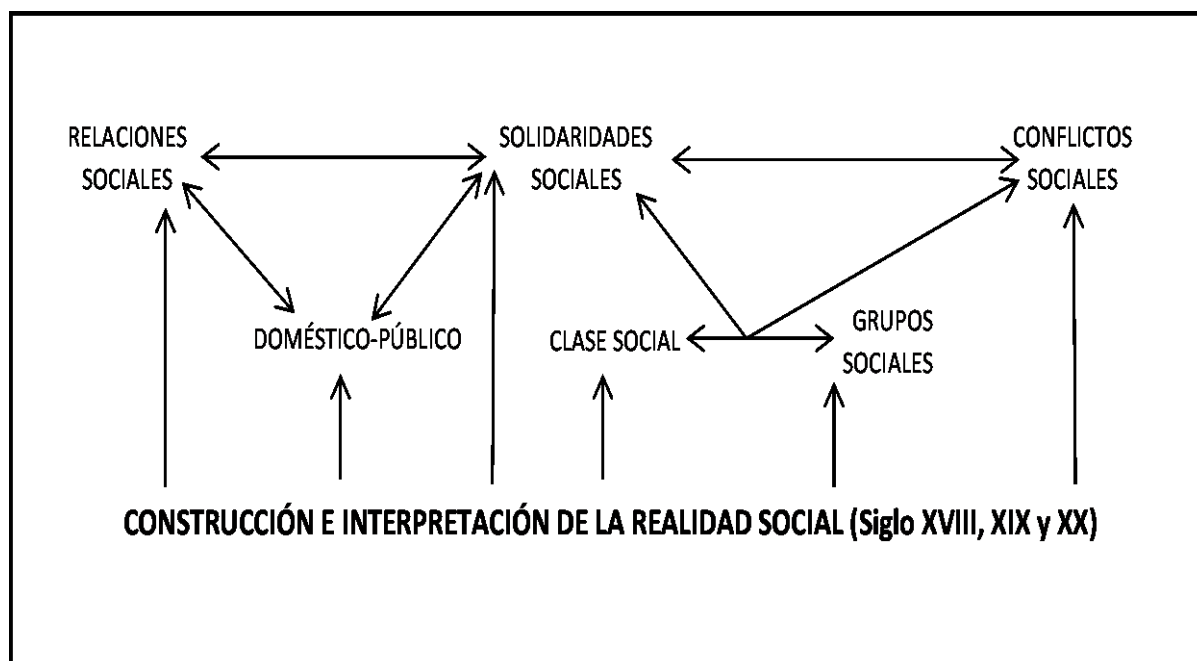 RELACIONES
SOCIALES
SOLIDARIDADES
SOCIALES
CONFLICTOS
SOCIALES
DOMÉSTICO-PÚBLICO
CLASE SOCIAL
GRUPOS
SOCIALES
CONSTRUCCIÓN E INTERPRETACIÓN DE LA REALIDAD SOCIAL (Siglo XVIII, XIX y XX)